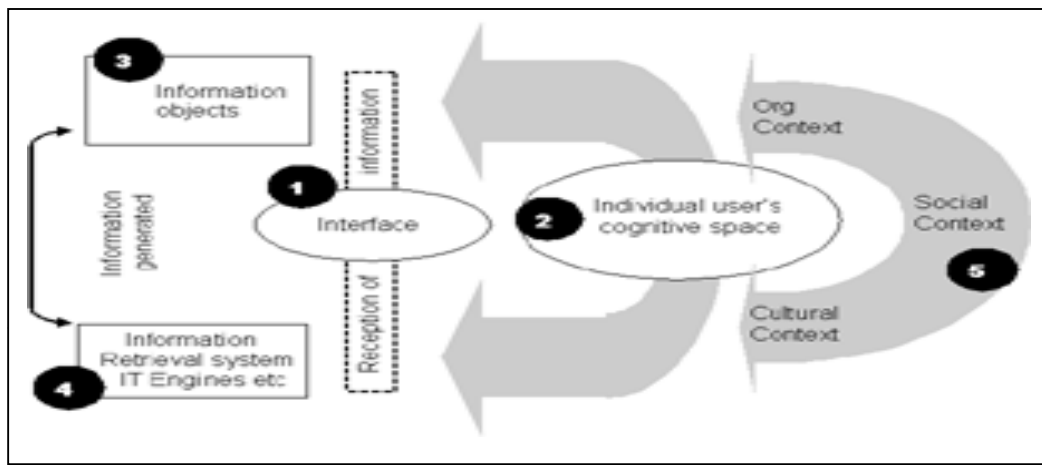 3
Information
objects
Information
generated
4
Information
Retrieval system
IT Engines etc
1
Interface
Reception of
information
2
Individual user's
cognitive space
Org
Context
Social
Context
5
Cultural
Context